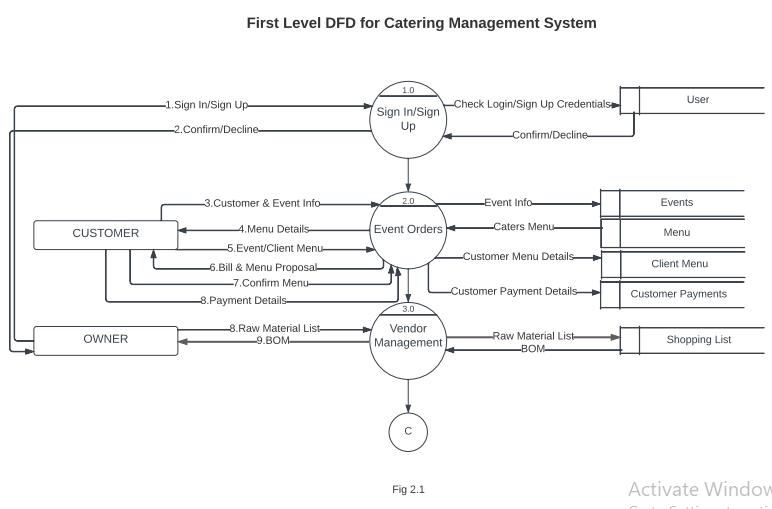 First Level DFD for Catering Management System
1.0
1.Sign In/Sign Up
Sign In/Sign
Up
Check Login/Sign Up Credentials
User
2.Confirm/Decline
Confirm/Decline
2.0
3.Customer & Event Info
Event Info
Events
CUSTOMER
4.Menu Details
Event Orders
Caters Menu
Menu
5.Event/Client Menu
Customer Menu Details
Client Menu
6.Bill & Menu Proposal
7.Confirm Menu
Customer Payment Details
Customer Payments
8.Payment Details
3.0
OWNER
8.Raw Material List
Vendor
Management
Raw Material List
Shopping List
9.BOM
BOM
C
Fig 2.1
Activate Window